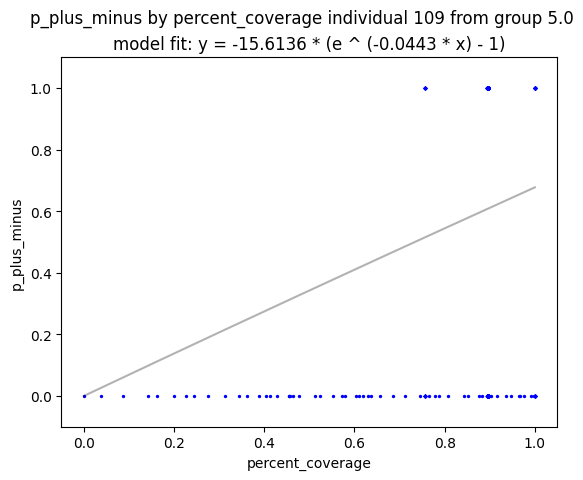 p_plus_minus by percent_coverage individual 109 from group 5.0
model fit: y = -15.6136 * (e ^ (-0.0443 * x) - 1)
1.0
0.8
0.6
0.4
0.2
0.0
p_plus_minus
0.0 0.2 0.4 0.6 0.8 1.0
percent_coverage